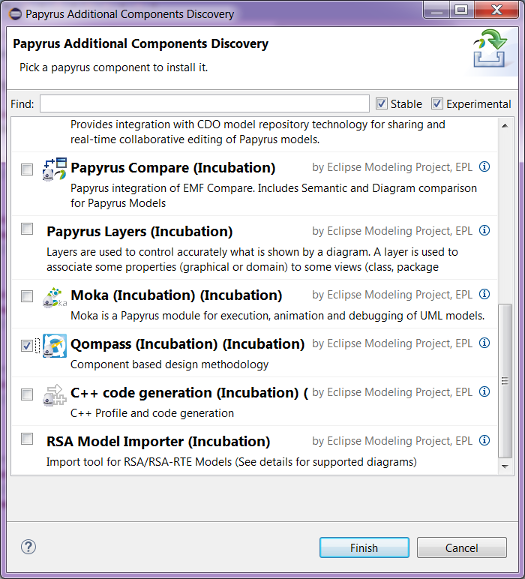 Papyrus Additional Components Discovery
Papyrus Additional Components Discovery
Pick a papyrus component to install it.
Find: Stable Experimental
Provides integration with CDO model repository technology for sharing and
real-time collaborative editing of Papyrus models.
Papyrus Compare (Incubation) by Eclipse Modeling Project, EPL
Papyrus integration of EMF Compare. Includes Semantic and Diagram comparison
for Papyrus Models
Papyrus Layers (Incubation) by Eclipse Modeling Project, EPL
Layers are used to control accurately what is shown by a diagram. A layer is used to
associate some properties (graphical or domain) to some views (class, package
Moka (Incubation) (Incubation) by Eclipse Modeling Project, EPL
Moka is a Papyrus module for execution, animation and debugging of UML models.
Qompass (Incubation) (Incubation) by Eclipse Modeling Project, EPL
Component based design methodology
C++ code generation (Incubation) ( by Eclipse Modeling Project, EPL
C++ Profile and code generation
RSA Model Importer (Incubation) by Eclipse Modeling Project, EPL
Import tool for RSA/RSA-RTE Models (See details for supported diagrams)
Finish Cancel